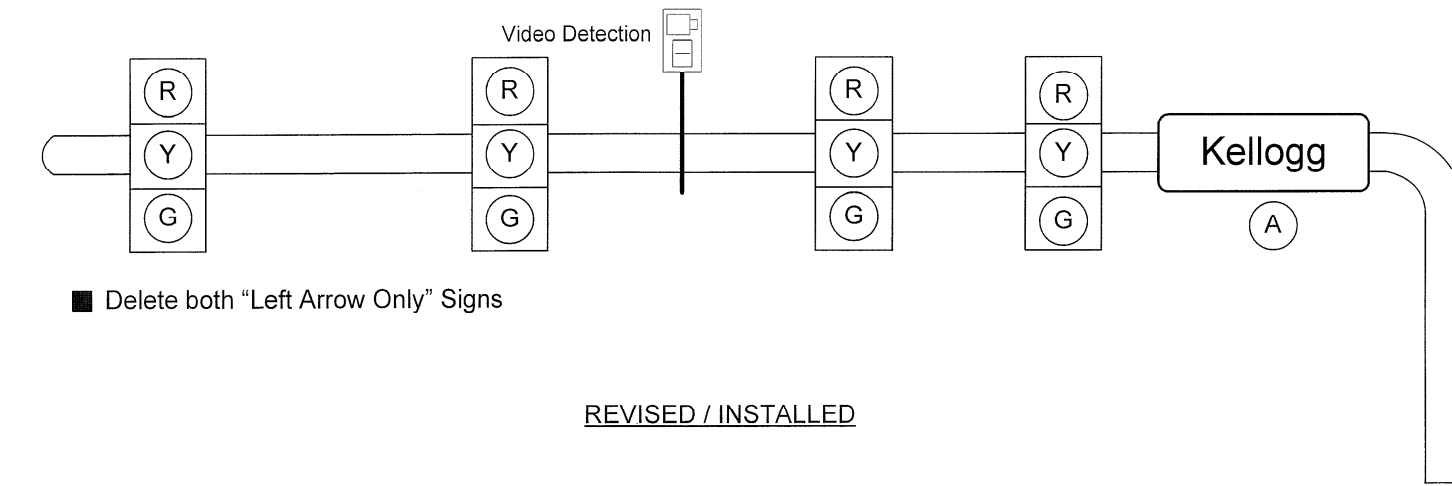 Video Detection
R R R R
Y Y Y Y Kellogg
G G G G A
■ Delete both “Left Arrow Only” Signs
REVISED / INSTALLED